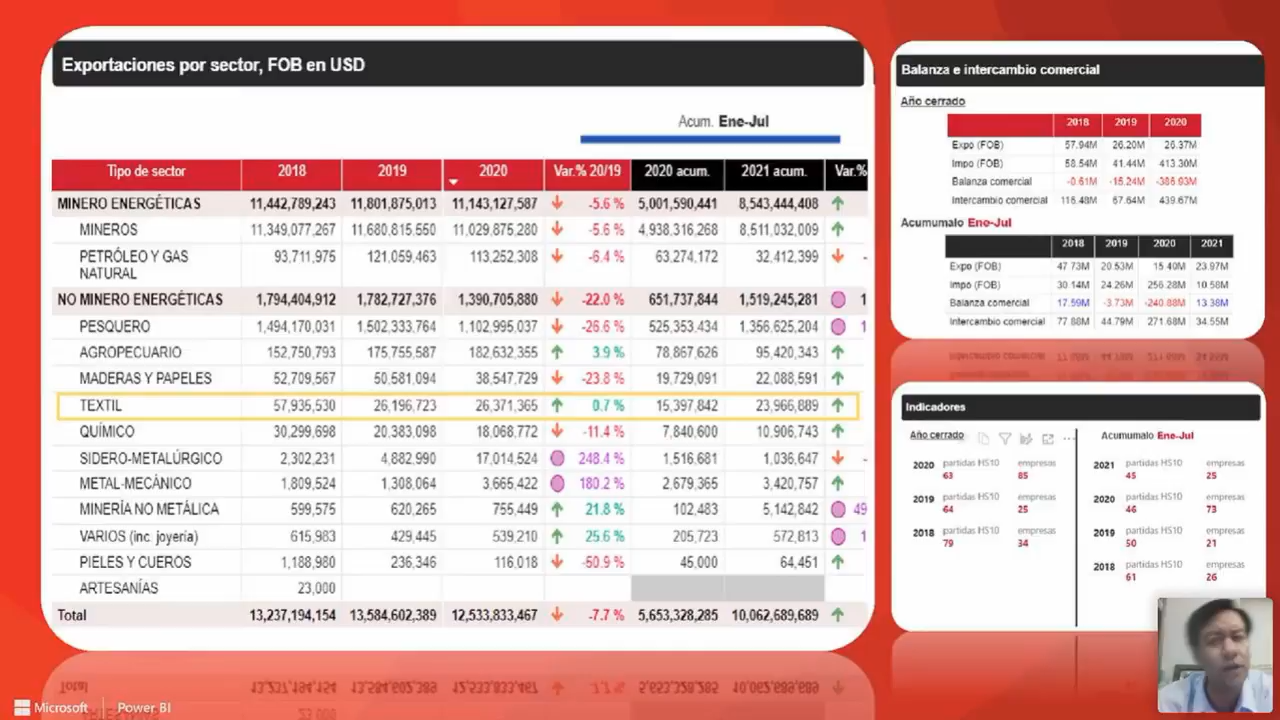 Exportaciones por sector, FOB en USD
Acum. Ene-Jul
Tipo de sector 2018 2019 2020 Var.% 20/19 2020 acum. 2021 acum. Var.%
MINERO ENERGÉTICAS 11,442,789,243 11,801,875,013 11,143,127,587 -5.6 % 5,001,590,441 8,543,444,408
MINEROS 11,349,077,267 11,680,815,550 11,029,875,280 -5.6 % 4,938,316,268 8,511,032,009
PETRÓLEO Y GAS 93,711,975 121,059,463 113,252,308 -6.4 % 63,274,172 32,412,399 -
NATURAL
NO MINERO ENERGÉTICAS 1,794,404,912 1,782,727,376 1,390,705,880 -22.0 % 651,737,844 1,519,245,281 1
PESQUERO 1,494,170,031 1,502,333,764 1,102,995,037 -26.6 % 525,353,434 1,356,625,204 1
AGROPECUARIO 152,750,793 175,755,587 182,632,355 3.9 % 78,867,626 95,420,343
MADERAS Y PAPELES 52,709,567 50,581,094 38,547,729 -23.8 % 19,729,091 22,088,591
TEXTIL 57,935,530 26,196,723 26,371,365 0.7 % 15,397,842 23,966,889
QUÍMICO 30,299,698 20,383,098 18,068,772 -11.4 % 7,840,600 10,906,743
SIDERO-METALÚRGICO 2,302,231 4,882,990 17,014,524 248.4 % 1,516,681 1,036,647 -
METAL-MECÁNICO 1,809,524 1,308,064 3,665,422 180.2 % 2,679,365 3,420,757
MINERÍA NO METÁLICA 599,575 620,265 755,449 21.8 % 102,483 5,142,842 49
VARIOS (inc. joyería) 615,983 429,445 539,210 25.6 % 205,723 572,813 1
PIELES Y CUEROS 1,188,980 236,346 116,018 -50.9 % 45,000 64,451
ARTESANÍAS 23,000
Total 13,237,194,154 13,584,602,389 12,533,833,467 -7.7 % 5,653,328,285 10,062,689,689
Balanza e intercambio comercial
Año cerrado
2018 2019 2020
Expo (FOB) 57.94M 26.20M 26.37M
Impo (FOB) 58.54M 41.44M 413.30M
Balanza comercial -0.61M -15.24M -386.93M
Intercambio comercial 116.48M 67.64M 439.67M
Acumumalo Ene-Jul
2018 2019 2020 2021
Expo (FOB) 47.73M 20.53M 15.40M 23.97M
Impo (FOB) 30.14M 24.26M 256.28M 10.58M
Balanza comercial 17.59M -3.73M -240.88M 13.38M
Intercambio comercial 77.88M 44.79M 271.68M 34.55M
Indicadores
Año cerrado
2020 partidas HS10 63 empresas 85
2019 partidas HS10 64 empresas 25
2018 partidas HS10 79 empresas 34
Acumumalo Ene-Jul
2021 partidas HS10 45 empresas 25
2020 partidas HS10 46 empresas 73
2019 partidas HS10 50 empresas 21
2018 partidas HS10 61 empresas 26
Microsoft Power BI